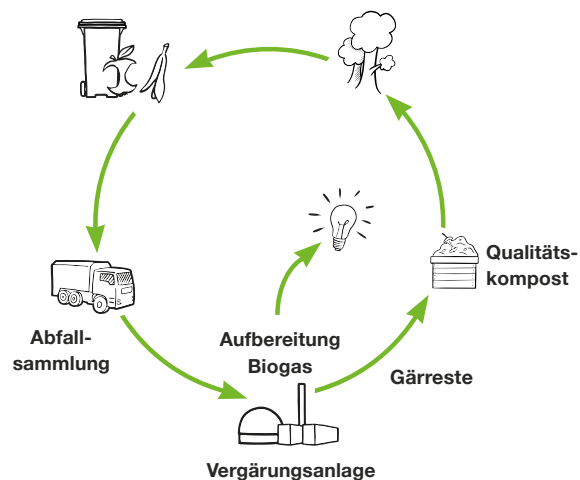 Qualitäts-
kompost
Abfall-
sammlung
Aufbereitung
Biogas
Gärreste
Vergärungsanlage